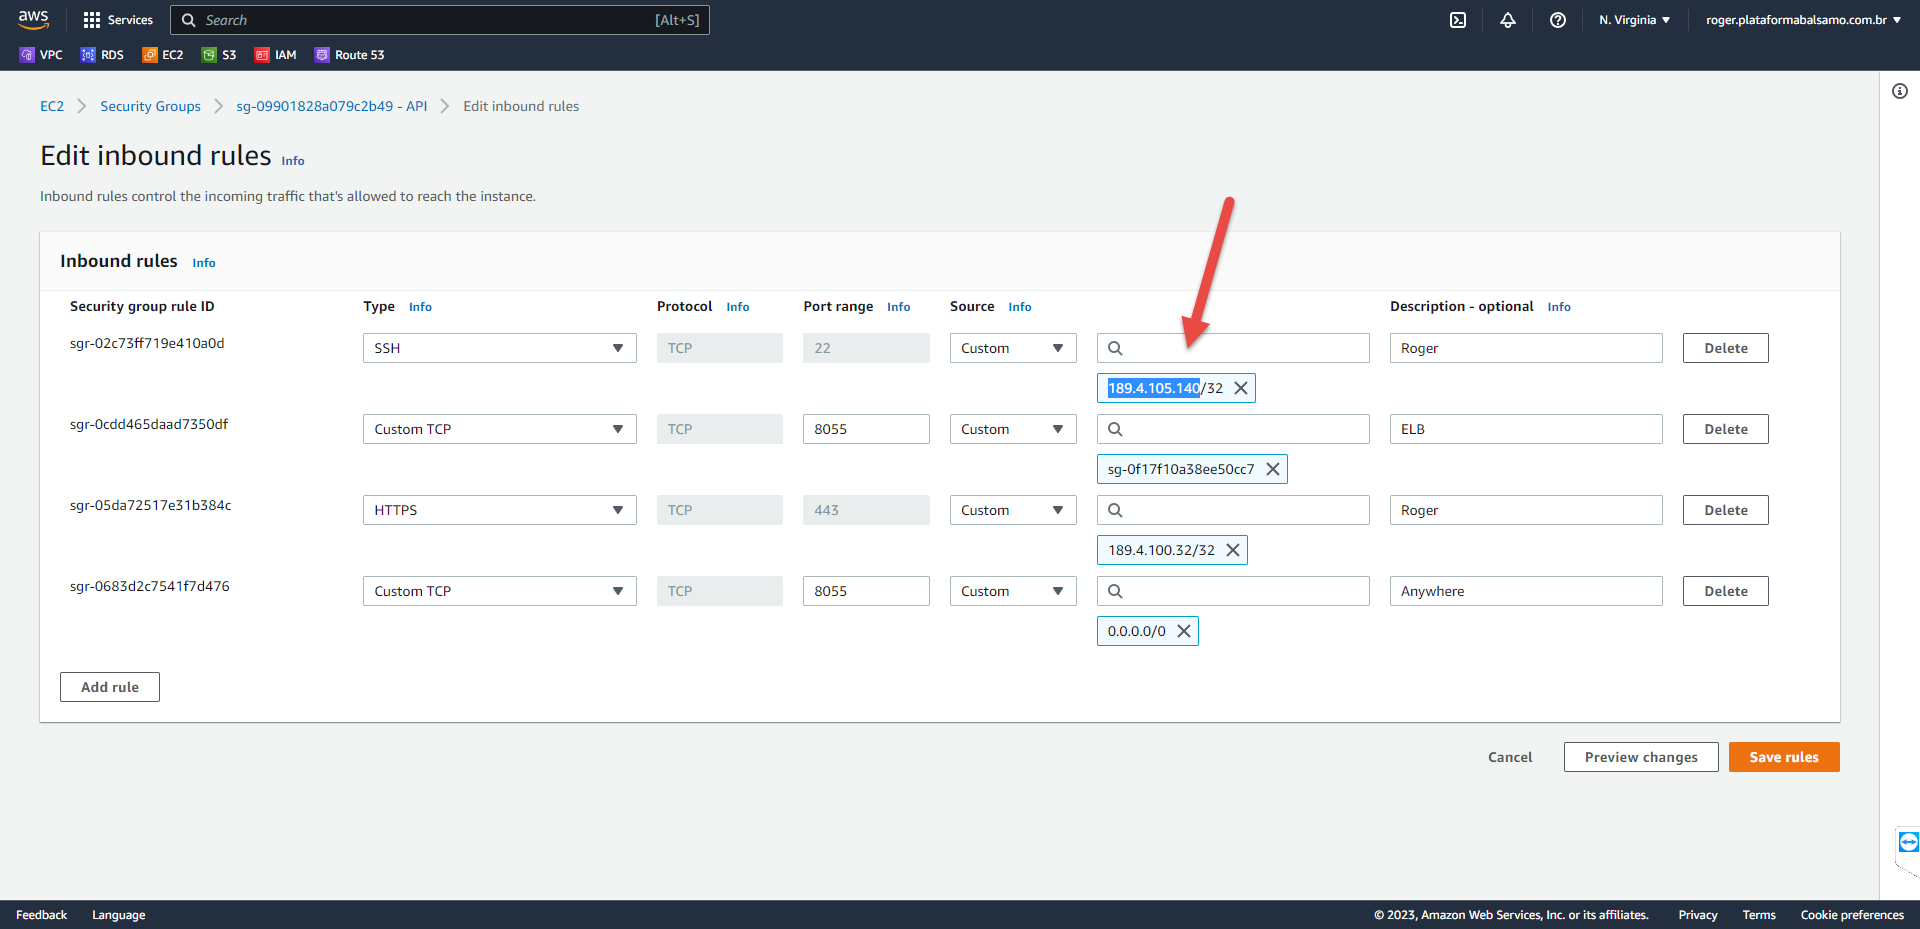 aws
Services
Search [Alt+S]
N. Virginia
roger.plataformabalsamo.com.br
VPC RDS EC2 S3 IAM Route 53
EC2 Security Groups sg-09901828a079c2b49 - API Edit inbound rules
Edit inbound rules Info
Inbound rules control the incoming traffic that's allowed to reach the instance.
Inbound rules Info
Security group rule ID Type Info Protocol Info Port range Info Source Info Description - optional Info
sgr-02c73ff719e410a0d SSH TCP 22 Custom Roger Delete
189.4.105.140/32
sgr-0cdd465daad7350df Custom TCP TCP 8055 Custom ELB Delete
sg-0f17f10a38ee50cc7
sgr-05da72517e31b384c HTTPS TCP 443 Custom Roger Delete
189.4.100.32/32
sgr-0683d2c7541f7d476 Custom TCP TCP 8055 Custom Anywhere Delete
0.0.0.0/0
Add rule
Cancel Preview changes Save rules
Feedback Language © 2023, Amazon Web Services, Inc. or its affiliates. Privacy Terms Cookie preferences